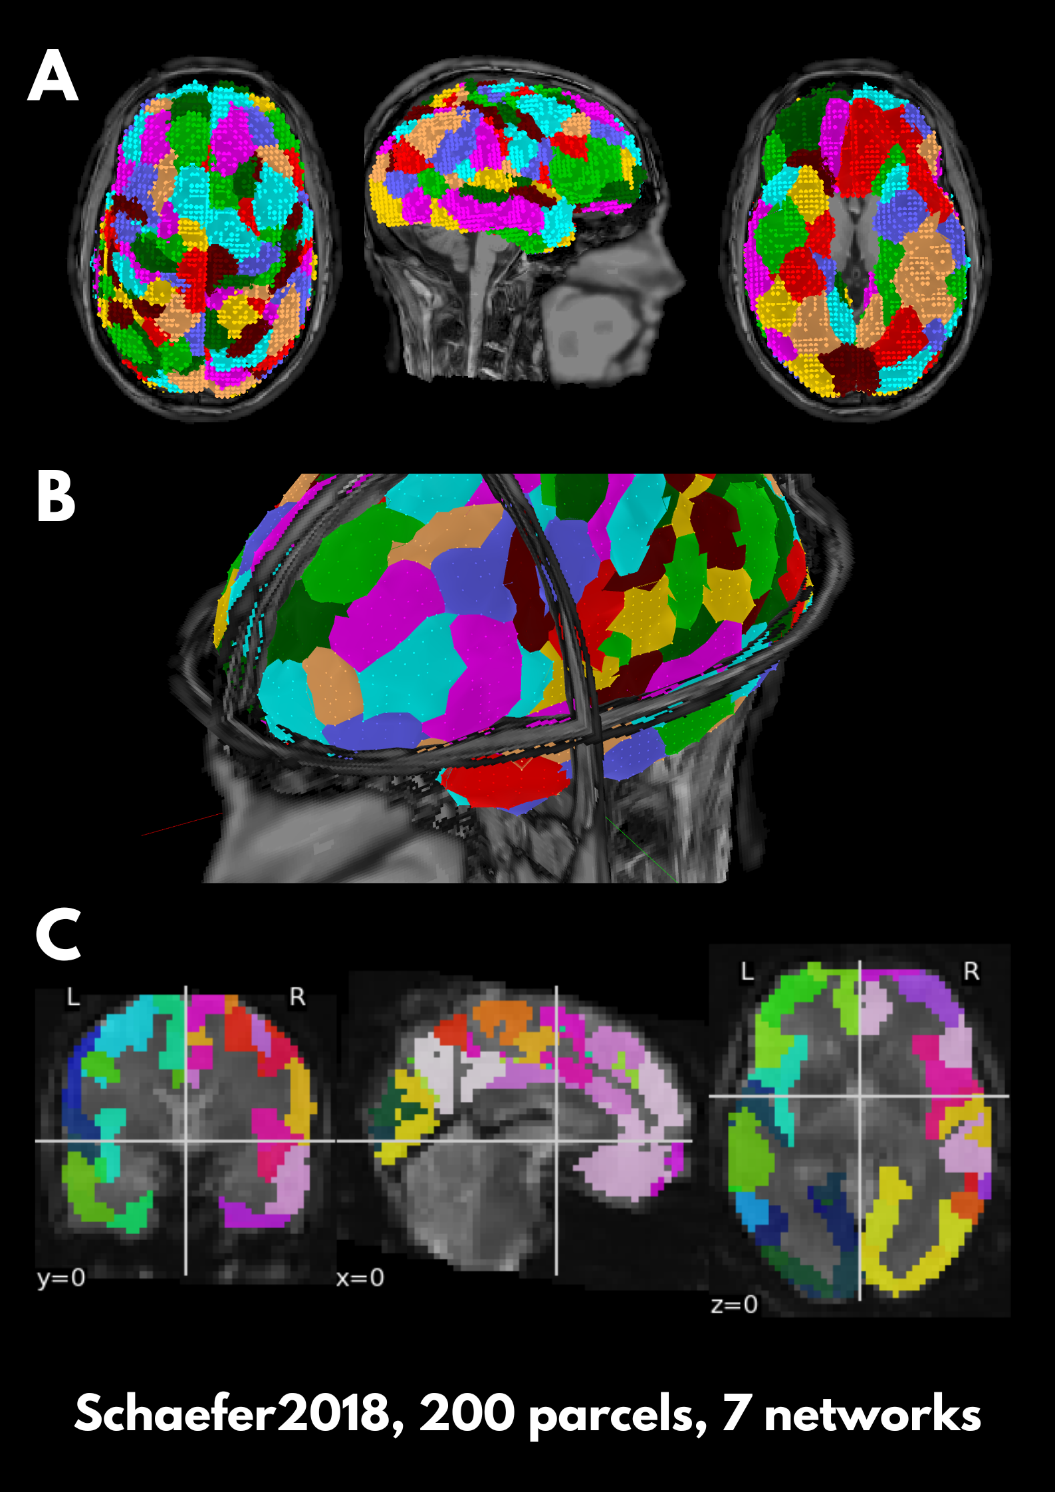 A
B
C
L R
y=0
x=0
L R
z=0
Schaefer2018, 200 parcels, 7 networks